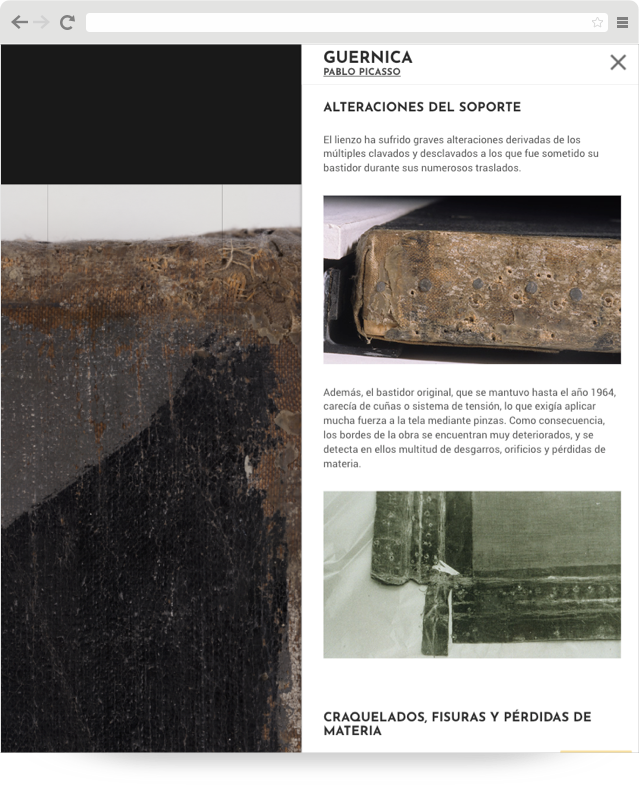 GUERNICA
PABLO PICASSO
ALTERACIONES DEL SOPORTE
El lienzo ha sufrido graves alteraciones derivadas de los
múltiples clavados y desclavados a los que fue sometido su
bastidor durante sus numerosos traslados.
Además, el bastidor original, que se mantuvo hasta el año 1964,
carecía de cuñas o sistema de tensión, lo que exigía aplicar
mucha fuerza a la tela mediante pinzas. Como consecuencia,
los bordes de la obra se encuentran muy deteriorados, y se
detecta en ellos multitud de desgarros, orificios y pérdidas de
materia.
CRAQUELADOS, FISURAS Y PÉRDIDAS DE
MATERIA